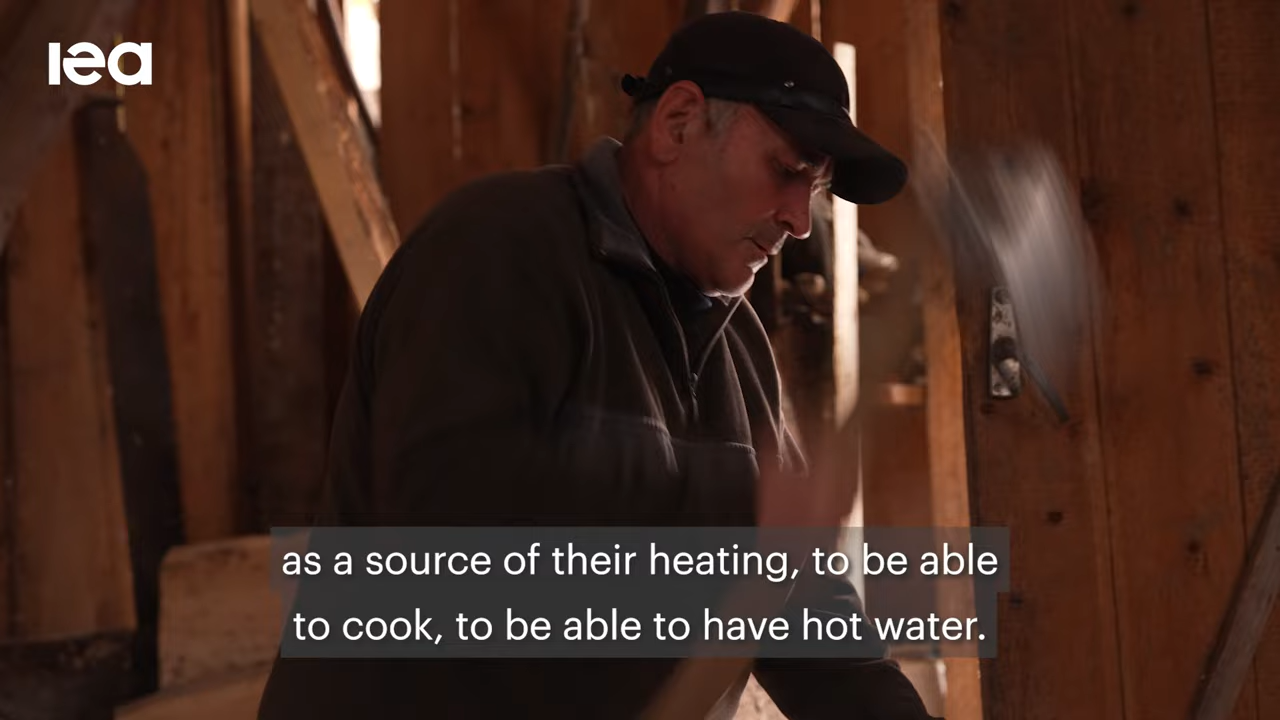 iea
as a source of their heating, to be able
to cook, to be able to have hot water.